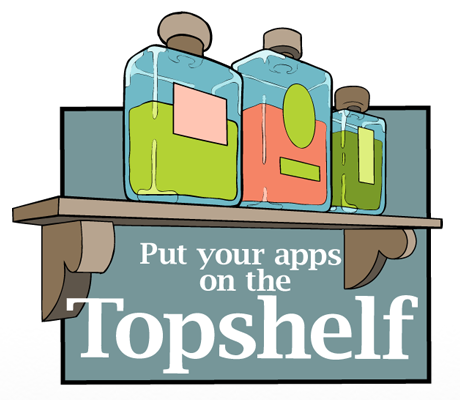 Put your apps
on the
Topshelf